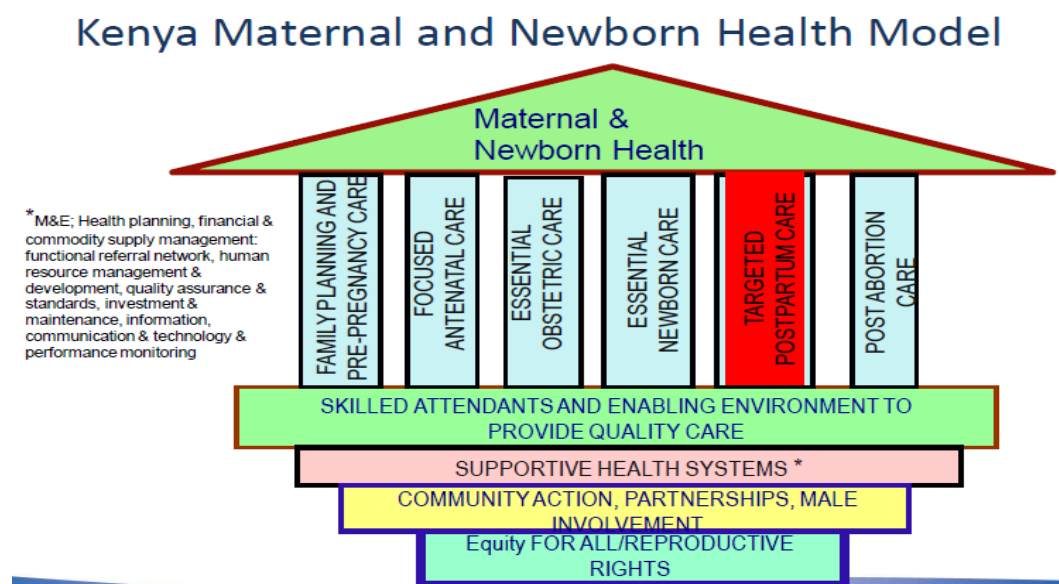 Kenya Maternal and Newborn Health Model
Maternal &
Newborn Health
*M&E; Health planning, financial &
commodity supply management:
functional referral network, human
resource management &
development, quality assurance &
standards, investment &
maintenance, information,
communication & technology &
performance monitoring
FAMILY PLANNING AND
PRE-PREGNANCY CARE
FOCUSED
ANTENATAL CARE
ESSENTIAL
OBSTETRIC CARE
ESSENTIAL
NEWBORN CARE
TARGETED
POSTPARTUM CARE
POST ABORTION
CARE
SKILLED ATTENDANTS AND ENABLING ENVIRONMENT TO
PROVIDE QUALITY CARE
SUPPORTIVE HEALTH SYSTEMS *
COMMUNITY ACTION, PARTNERSHIPS, MALE
INVOLVEMENT
Equity FOR ALL/REPRODUCTIVE
RIGHTS